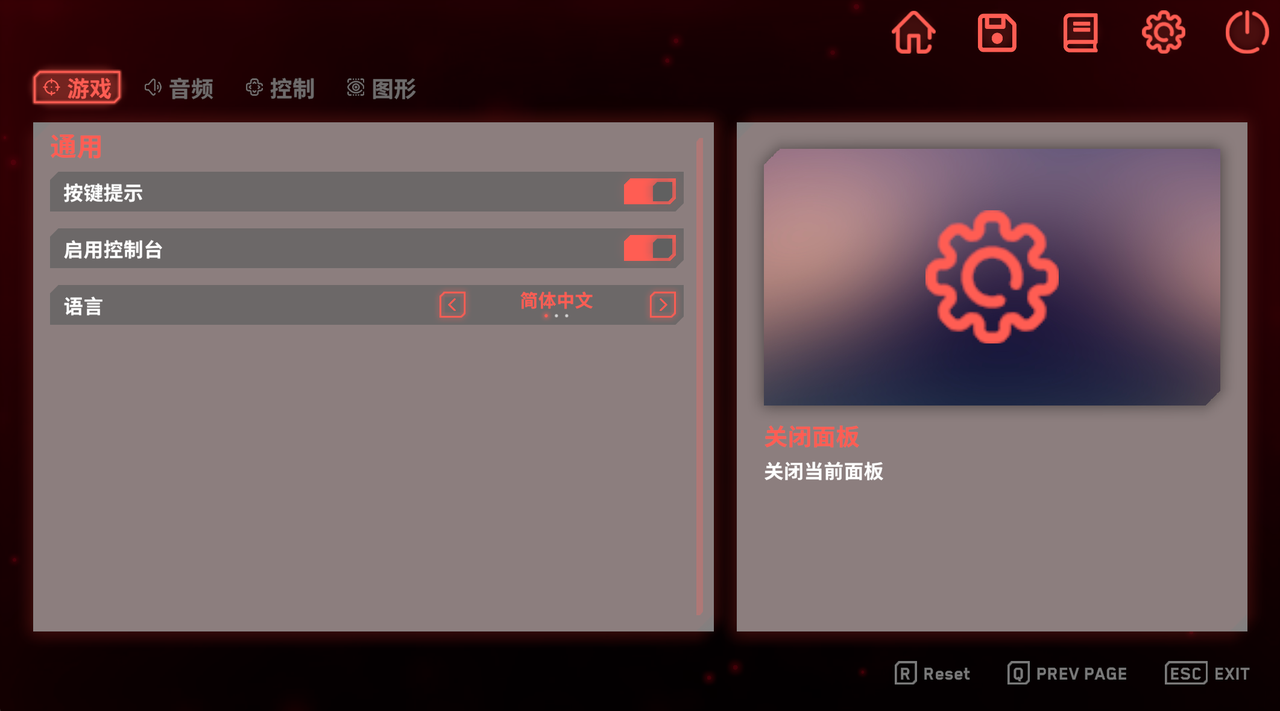 游戏 音频 控制 图形
通用
按键提示
启用控制台
语言 简体中文
关闭面板
关闭当前面板
R Reset Q PREV PAGE ESC EXIT